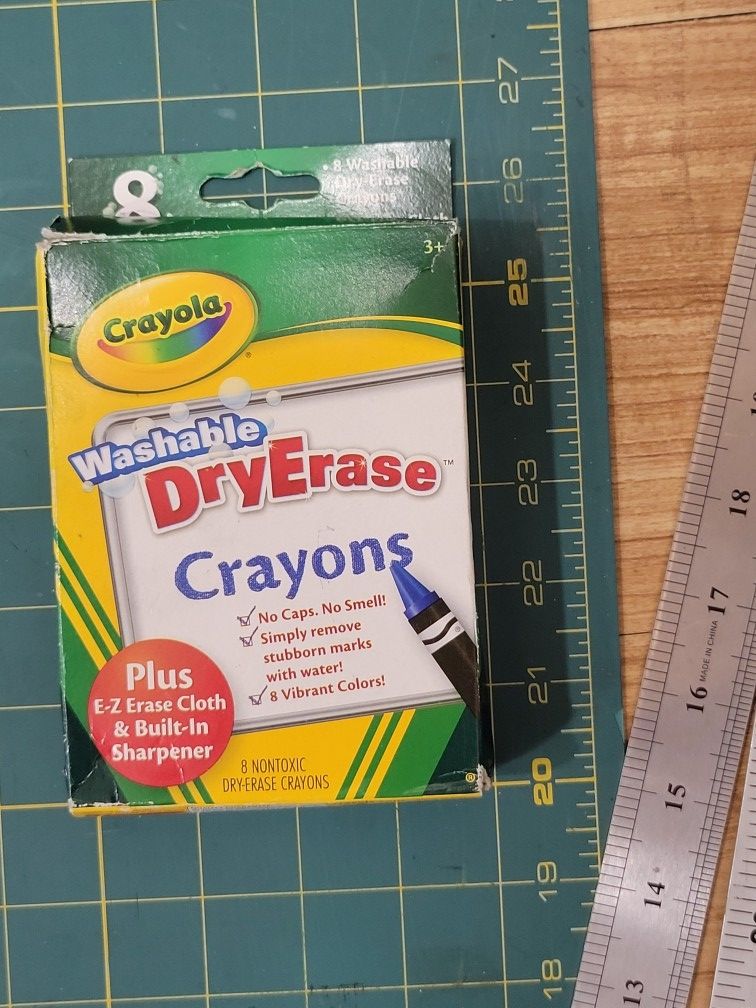 8
• 8 Washable
Dry-Erase
Crayons
3+
Crayola
®
Washable
DryErase™
Crayons
No Caps. No Smell!
Simply remove
stubborn marks
with water!
8 Vibrant Colors!
Plus
E-Z Erase Cloth
& Built-In
Sharpener
8 NONTOXIC
DRY-ERASE CRAYONS
®
27
26
25
24
23
22
21
20
19
18
18
17
MADE IN CHINA
16
15
14
13